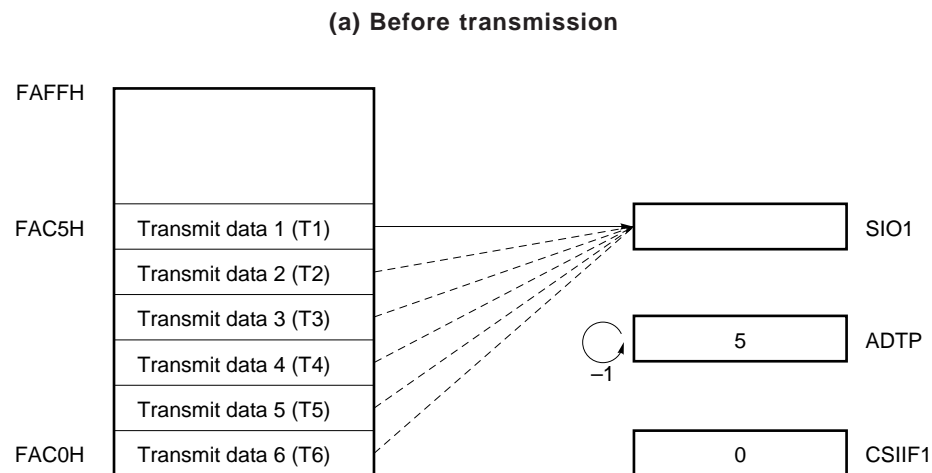 (a) Before transmission
FAFFH
FAC5H Transmit data 1 (T1) SIO1
Transmit data 2 (T2)
Transmit data 3 (T3) 5 ADTP
Transmit data 4 (T4) –1
Transmit data 5 (T5)
FAC0H Transmit data 6 (T6) 0 CSIIF1